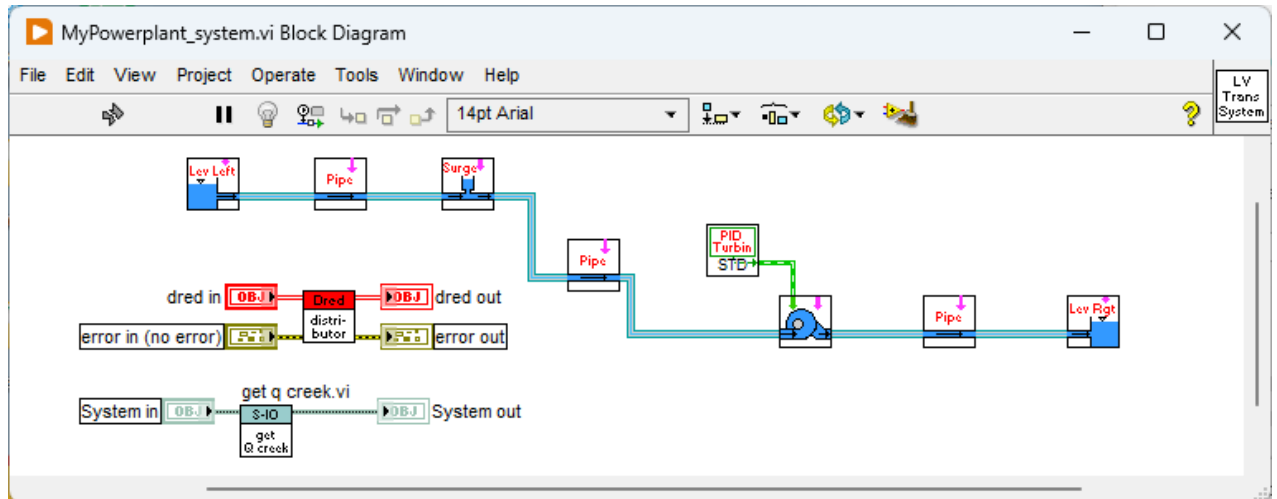 MyPowerplant_system.vi Block Diagram
File Edit View Project Operate Tools Window Help
14pt Arial
LV
Trans
System
Lev Left
Pipe
Surge
Pipe
PID
Turbin
STD
Pipe
Lev Rgt
dred in
OBJ
Dred
distri-
butor
OBJ
dred out
error in (no error)
error out
get q creek.vi
System in
OBJ
S-IO
get
Q creek
OBJ
System out